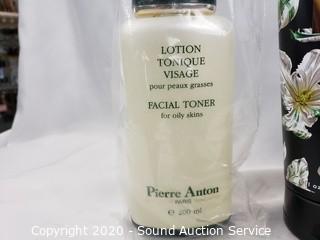 LOTION
TONIQUE
VISAGE
pour peaux grasses
FACIAL TONER
for oily skins
Pierre Anton
PARIS
℮ 200 ml
Copyright 2020 - Sound Auction Service